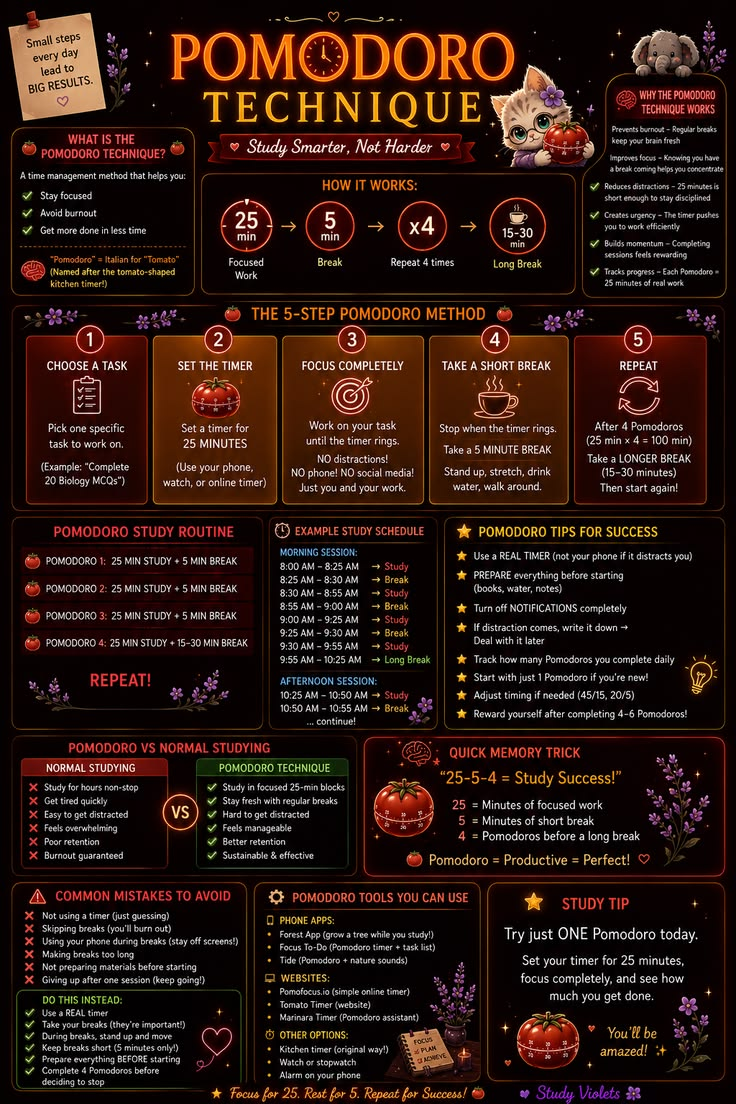 Small steps
every day
lead to
BIG RESULTS.
POMODORO
TECHNIQUE
Study Smarter, Not Harder
WHAT IS THE
POMODORO TECHNIQUE?
A time management method that helps you:
Stay focused
Avoid burnout
Get more done in less time
"Pomodoro" = Italian for "Tomato"
(Named after the tomato-shaped
kitchen timer!)
HOW IT WORKS:
25
min
Focused
Work
5
min
Break
x4
Repeat 4 times
15-30
min
Long Break
WHY THE POMODORO
TECHNIQUE WORKS
Prevents burnout – Regular breaks
keep your brain fresh
Improves focus – Knowing you have
a break coming helps you concentrate
Reduces distractions – 25 minutes is
short enough to stay disciplined
Creates urgency – The timer pushes
you to work efficiently
Builds momentum – Completing
sessions feels rewarding
Tracks progress – Each Pomodoro =
25 minutes of real work
THE 5-STEP POMODORO METHOD
1
CHOOSE A TASK
Pick one specific
task to work on.
(Example: "Complete
20 Biology MCQs")
2
SET THE TIMER
Set a timer for
25 MINUTES
(Use your phone,
watch, or online timer)
3
FOCUS COMPLETELY
Work on your task
until the timer rings.
NO distractions!
NO phone! NO social media!
Just you and your work.
4
TAKE A SHORT BREAK
Stop when the timer rings.
Take a 5 MINUTE BREAK
Stand up, stretch, drink
water, walk around.
5
REPEAT
After 4 Pomodoros
(25 min × 4 = 100 min)
Take a LONGER BREAK
(15–30 minutes)
Then start again!
POMODORO STUDY ROUTINE
POMODORO 1: 25 MIN STUDY + 5 MIN BREAK
POMODORO 2: 25 MIN STUDY + 5 MIN BREAK
POMODORO 3: 25 MIN STUDY + 5 MIN BREAK
POMODORO 4: 25 MIN STUDY + 15–30 MIN BREAK
REPEAT!
EXAMPLE STUDY SCHEDULE
MORNING SESSION:
8:00 AM – 8:25 AM → Study
8:25 AM – 8:30 AM → Break
8:30 AM – 8:55 AM → Study
8:55 AM – 9:00 AM → Break
9:00 AM – 9:25 AM → Study
9:25 AM – 9:30 AM → Break
9:30 AM – 9:55 AM → Study
9:55 AM – 10:25 AM → Long Break
AFTERNOON SESSION:
10:25 AM – 10:50 AM → Study
10:50 AM – 10:55 AM → Break
... continue!
POMODORO TIPS FOR SUCCESS
Use a REAL TIMER (not your phone if it distracts you)
PREPARE everything before starting
(books, water, notes)
Turn off NOTIFICATIONS completely
If distraction comes, write it down →
Deal with it later
Track how many Pomodoros you complete daily
Start with just 1 Pomodoro if you're new!
Adjust timing if needed (45/15, 20/5)
Reward yourself after completing 4–6 Pomodoros!
POMODORO VS NORMAL STUDYING
NORMAL STUDYING
Study for hours non-stop
Get tired quickly
Easy to get distracted
Feels overwhelming
Poor retention
Burnout guaranteed
VS
POMODORO TECHNIQUE
Study in focused 25-min blocks
Stay fresh with regular breaks
Hard to get distracted
Feels manageable
Better retention
Sustainable & effective
QUICK MEMORY TRICK
"25-5-4 = Study Success!"
25 = Minutes of focused work
5 = Minutes of short break
4 = Pomodoros before a long break
Pomodoro = Productive = Perfect!
COMMON MISTAKES TO AVOID
Not using a timer (just guessing)
Skipping breaks (you'll burn out)
Using your phone during breaks (stay off screens!)
Making breaks too long
Not preparing materials before starting
Giving up after one session (keep going!)
DO THIS INSTEAD:
Use a REAL timer
Take your breaks (they're important!)
During breaks, stand up and move
Keep breaks short (5 minutes only!)
Prepare everything BEFORE starting
Complete 4 Pomodoros before
deciding to stop
POMODORO TOOLS YOU CAN USE
PHONE APPS:
Forest App (grow a tree while you study!)
Focus To-Do (Pomodoro timer + task list)
Tide (Pomodoro + nature sounds)
WEBSITES:
Pomofocus.io (simple online timer)
Tomato Timer (website)
Marinara Timer (Pomodoro assistant)
OTHER OPTIONS:
Kitchen timer (original way!)
Watch or stopwatch
Alarm on your phone
FOCUS
PLAN
ACHIEVE
STUDY TIP
Try just ONE Pomodoro today.
Set your timer for 25 minutes,
focus completely, and see how
much you get done.
You'll be
amazing!
Focus for 25. Rest for 5. Repeat for Success!
Study Violets